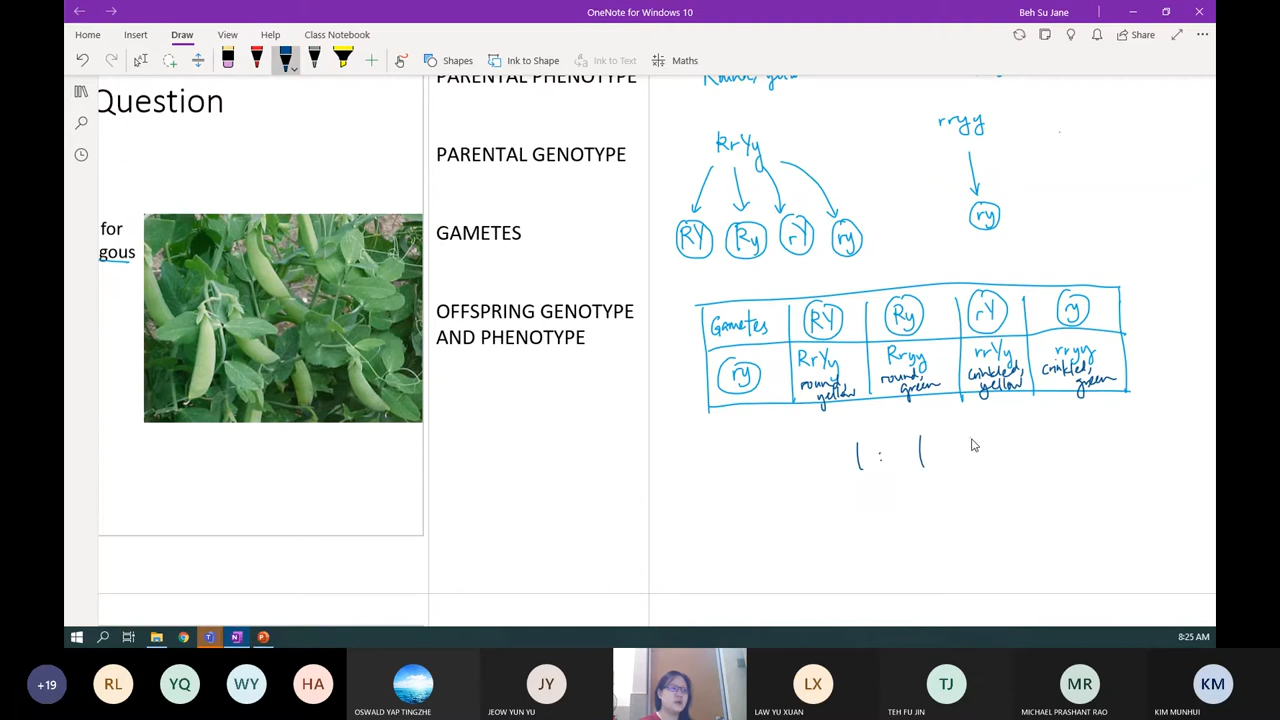 OneNote for Windows 10
Beh Su Jane
Home Insert Draw View Help Class Notebook
Share
Shapes Ink to Shape Ink to Text Maths
Question
for
gous
PARENTAL PHENOTYPE
PARENTAL GENOTYPE
GAMETES
OFFSPRING GENOTYPE
AND PHENOTYPE
RrYy rryy
RY Ry rY ry ry
Gametes RY Ry rY ry
ry RrYy Rryy rrYy rryy
round, yellow round, green crinkled, yellow crinkled, green
1 : 1
8:25 AM
+19 RL YQ WY HA JY LX TJ MR KM
OSWALD YAP TINGZHE JEOW YUN YU LAW YU XUAN TEH FU JIN MICHAEL PRASHANT RAO KIM MUNHUI